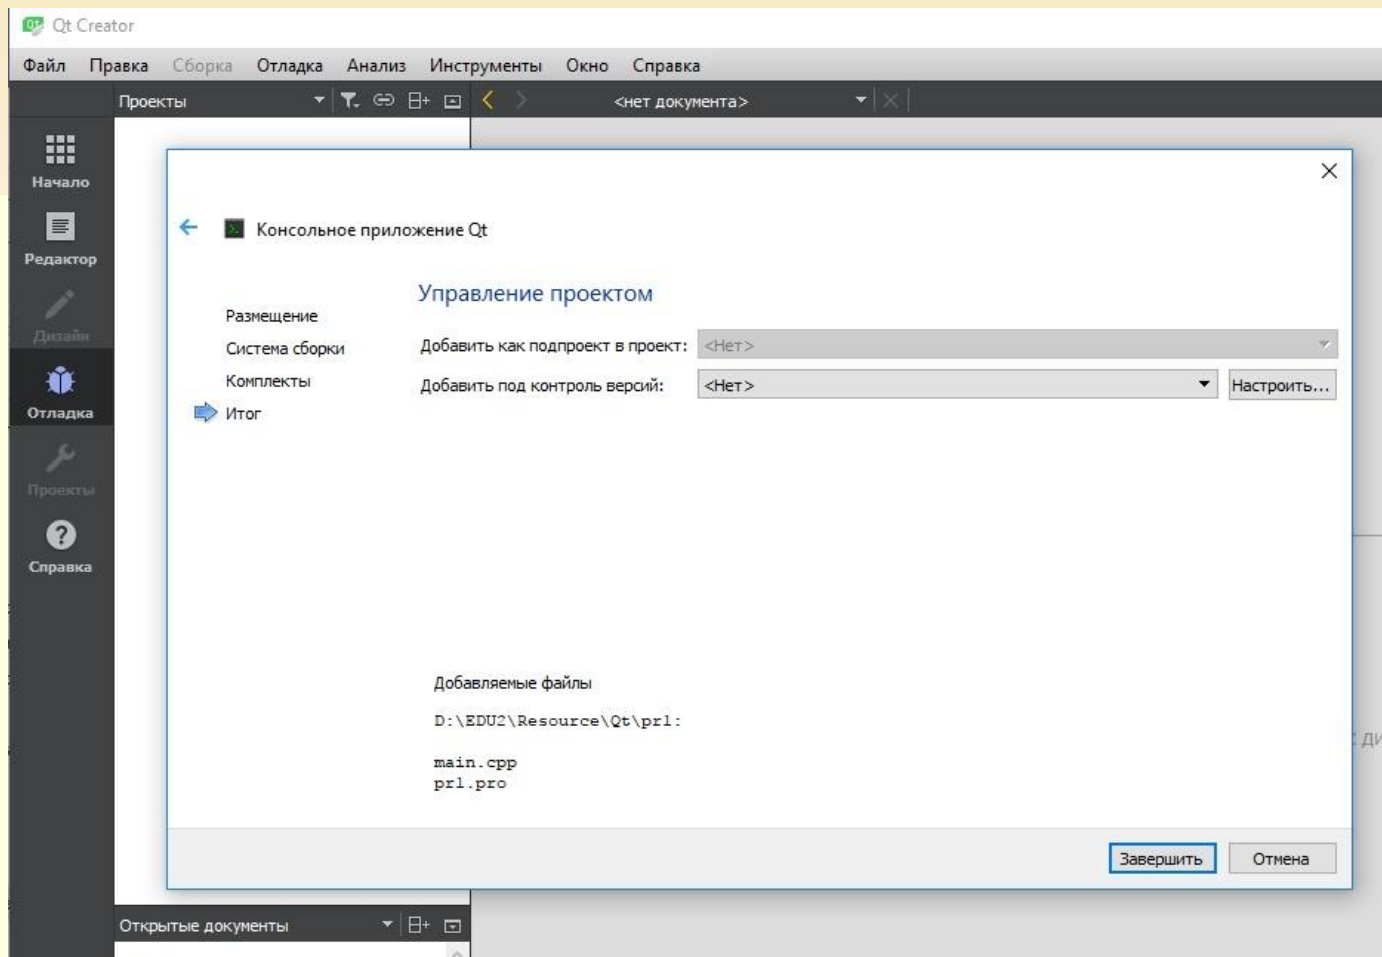 Qt Creator
Файл Правка Сборка Отладка Анализ Инструменты Окно Справка
Проекты <нет документа>
Начало
Редактор
Дизайн
Отладка
Проекты
Справка
Консольное приложение Qt
Размещение
Система сборки
Комплекты
Итог
Управление проектом
Добавить как подпроект в проект: <Нет>
Добавить под контроль версий: <Нет> Настроить...
Добавляемые файлы
D:\EDU2\Resource\Qt\pr1:
main.cpp
pr1.pro
Завершить Отмена
Открытые документы